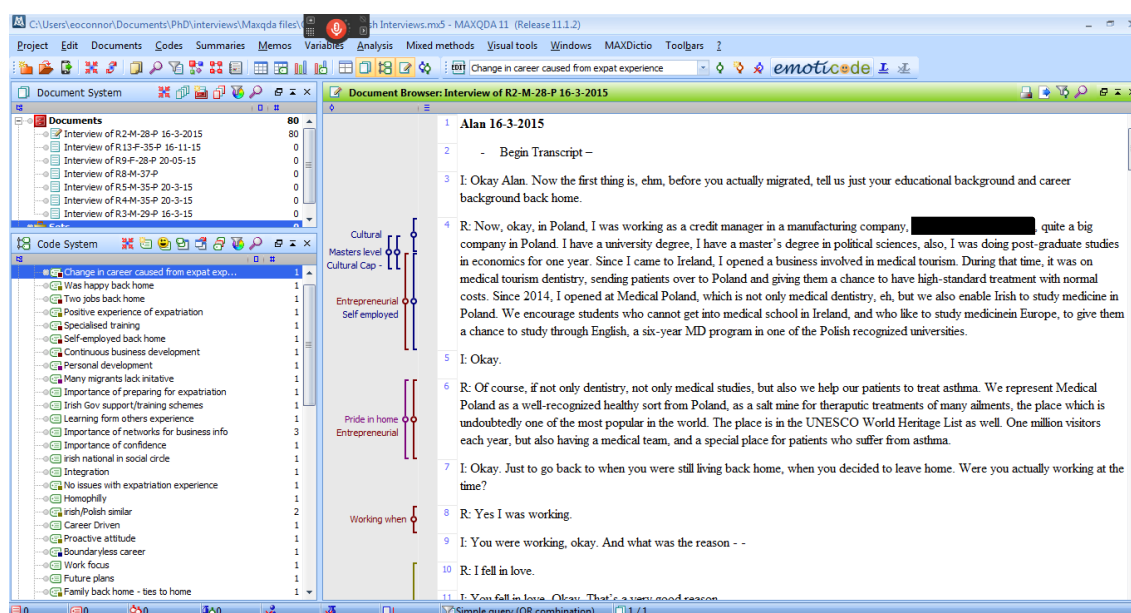 C:\Users\eoconnor\Documents\PhD\interviews\Maxqda files\ sh Interviews.mx5 - MAXQDA 11 (Release 11.1.2)
Project Edit Documents Codes Summaries Memos Variables Analysis Mixed methods Visual tools Windows MAXDictio Toolbars ?
EDIT Change in career caused from expat experience emoticode
Document System
Documents 80
Interview of R2-M-28-P 16-3-2015 80
Interview of R13-F-35-P 16-11-15 0
Interview of R9-F-28-P 20-05-15 0
Interview of R8-M-37-P 0
Interview of R5-M-35-P 20-3-15 0
Interview of R4-M-35-P 20-3-15 0
Interview of R3-M-29-P 16-3-15 0
Sets 0
Code System
Change in career caused from expat exp... 1
Was happy back home 1
Two jobs back home 1
Positive experience of expatriation 1
Specialised training 1
Self-employed back home 1
Continuous business development 1
Personal development 1
Many migrants lack initative 1
Importance of preparing for expatriation 1
Irish Gov support/training schemes 1
Learning form others experience 1
Importance of networks for business info 3
Importance of confidence 1
irish national in social circle 1
Integration 1
No issues with expatriation experience 1
Homophilly 1
irish/Polish similar 2
Career Driven 1
Proactive attitude 1
Boundaryless career 1
Work focus 1
Future plans 1
Family back home - ties to home 1
Document Browser: Interview of R2-M-28-P 16-3-2015
Cultural
Masters level
Cultural Cap -
Entrepreneurial
Self employed
Pride in home
Entrepreneurial
Working when
1 Alan 16-3-2015
2 - Begin Transcript –
3 I: Okay Alan. Now the first thing is, ehm, before you actually migrated, tell us just your educational background and career
background back home.
4 R: Now, okay, in Poland, I was working as a credit manager in a manufacturing company, , quite a big
company in Poland. I have a university degree, I have a master's degree in political sciences, also, I was doing post-graduate studies
in economics for one year. Since I came to Ireland, I opened a business involved in medical tourism. During that time, it was on
medical tourism dentistry, sending patients over to Poland and giving them a chance to have high-standard treatment with normal
costs. Since 2014, I opened at Medical Poland, which is not only medical dentistry, eh, but we also enable Irish to study medicine in
Poland. We encourage students who cannot get into medical school in Ireland, and who like to study medicinein Europe, to give them
a chance to study through English, a six-year MD program in one of the Polish recognized universities.
5 I: Okay.
6 R: Of course, if not only dentistry, not only medical studies, but also we help our patients to treat asthma. We represent Medical
Poland as a well-recognized healthy sort from Poland, as a salt mine for theraputic treatments of many ailments, the place which is
undoubtedly one of the most popular in the world. The place is in the UNESCO World Heritage List as well. One million visitors
each year, but also having a medical team, and a special place for patients who suffer from asthma.
7 I: Okay. Just to go back to when you were still living back home, when you decided to leave home. Were you actually working at the
time?
8 R: Yes I was working.
9 I: You were working, okay. And what was the reason - -
10 R: I fell in love.
11 I: You fell in love. Okay. That's a very good reason
0 0 0 0 Simple query (OR combination) 1 / 1